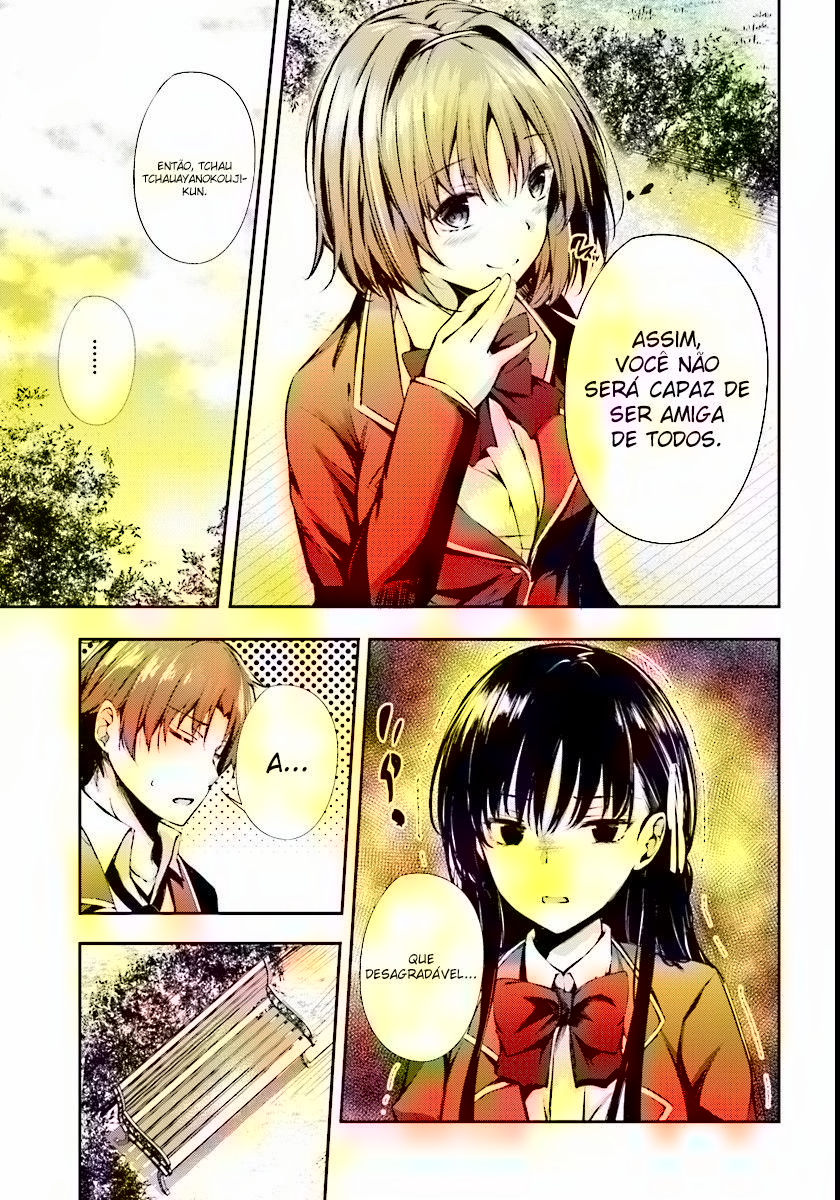 ASSIM,
VOCÊ NÃO
SERÁ CAPAZ DE
SER AMIGA
DE TODOS.
ENTÃO, TCHAU
TCHAUAYANOKOUJI-
KUN.
......
QUE
DESAGRADÁVEL...
A...